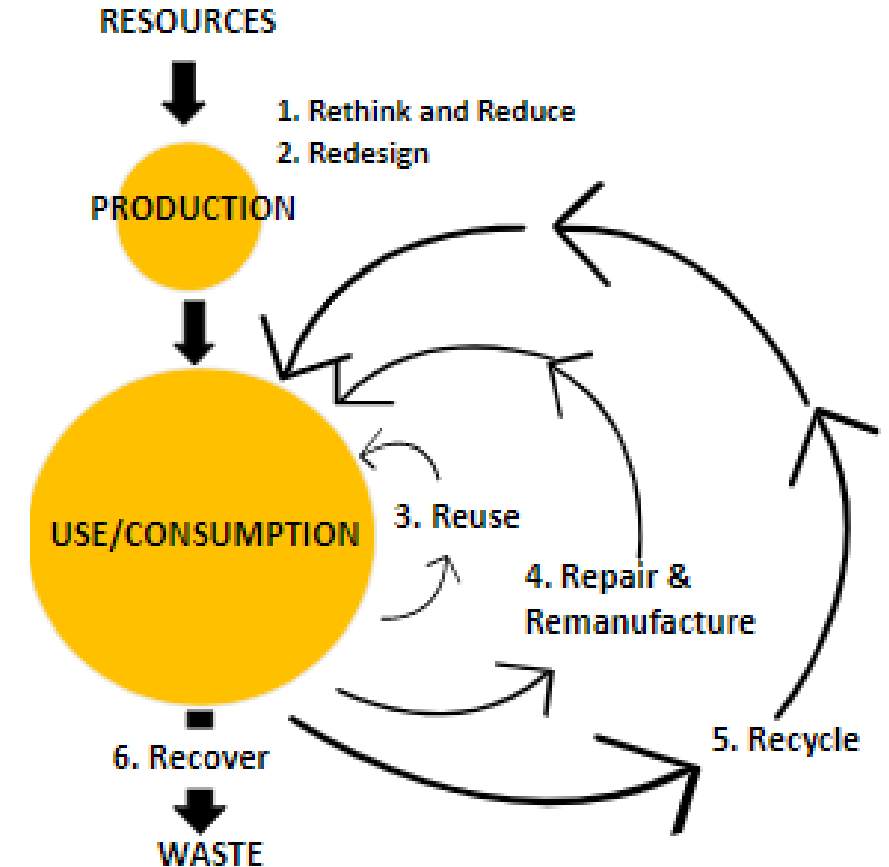 RESOURCES
1. Rethink and Reduce
2. Redesign
PRODUCTION
USE/CONSUMPTION
3. Reuse
4. Repair &
Remanufacture
5. Recycle
6. Recover
WASTE